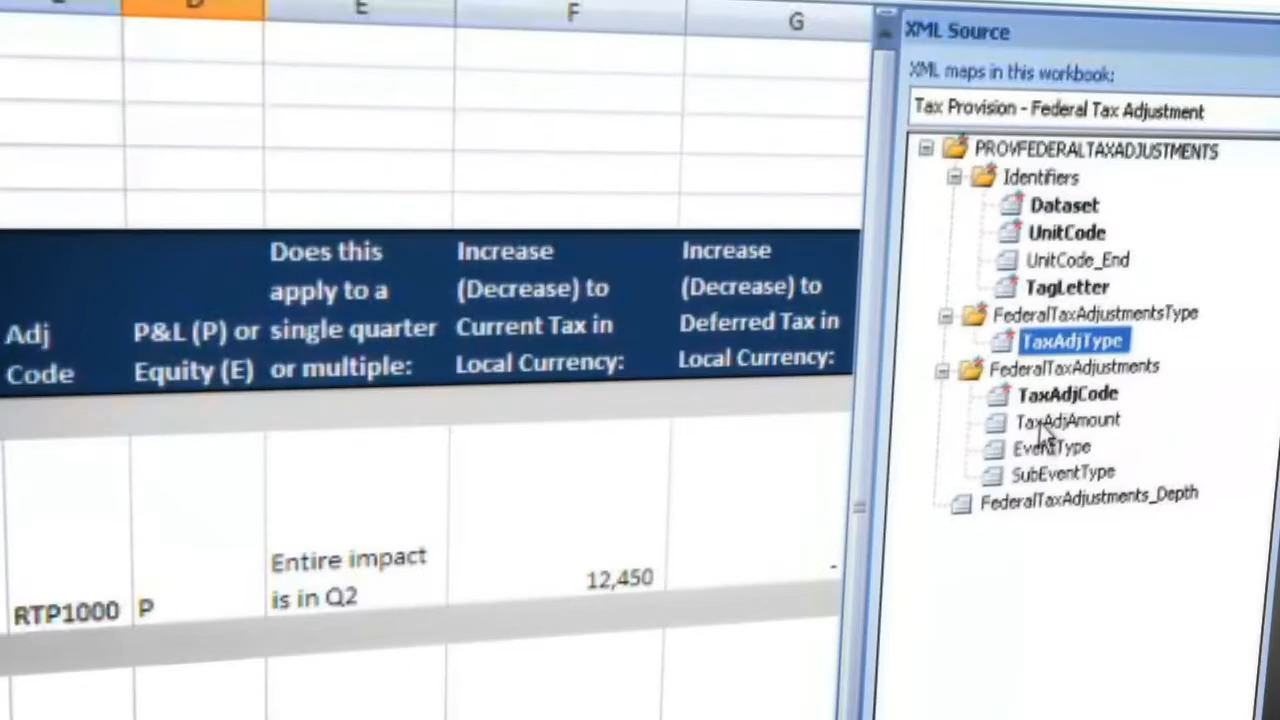 D
E
F
G
Adj
Code
P&L (P) or
Equity (E)
Does this
apply to a
single quarter
or multiple:
Increase
(Decrease) to
Current Tax in
Local Currency:
Increase
(Decrease) to
Deferred Tax in
Local Currency:
RTP1000
P
Entire impact
is in Q2
12,450
-
XML Source
XML maps in this workbook:
Tax Provision - Federal Tax Adjustment
PROVFEDERALTAXADJUSTMENTS
Identifiers
Dataset
UnitCode
UnitCode_End
TagLetter
FederalTaxAdjustmentsType
TaxAdjType
FederalTaxAdjustments
TaxAdjCode
TaxAdjAmount
EventType
SubEventType
FederalTaxAdjustments_Depth